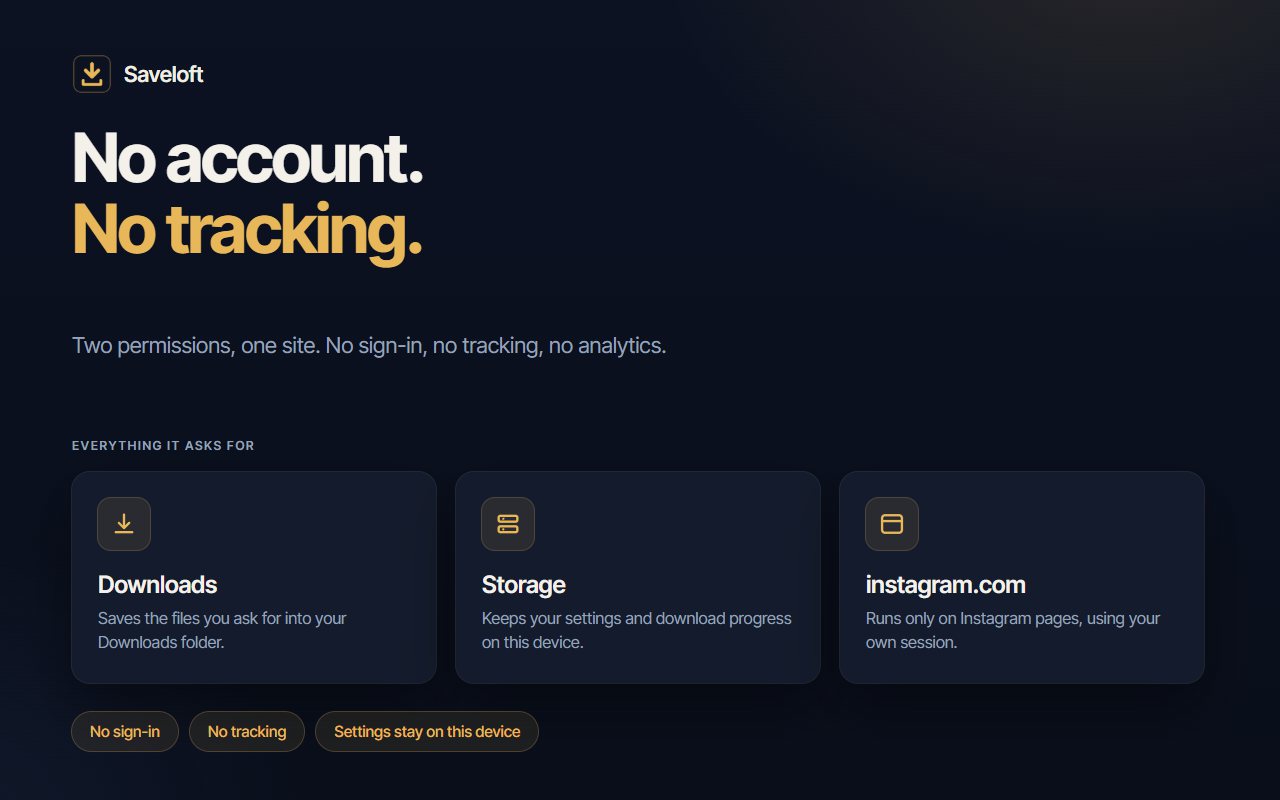 Saveloft
No account.
No tracking.
Two permissions, one site. No sign-in, no tracking, no analytics.
EVERYTHING IT ASKS FOR
Downloads
Saves the files you ask for into your
Downloads folder.
Storage
Keeps your settings and download progress
on this device.
instagram.com
Runs only on Instagram pages, using your
own session.
No sign-in
No tracking
Settings stay on this device